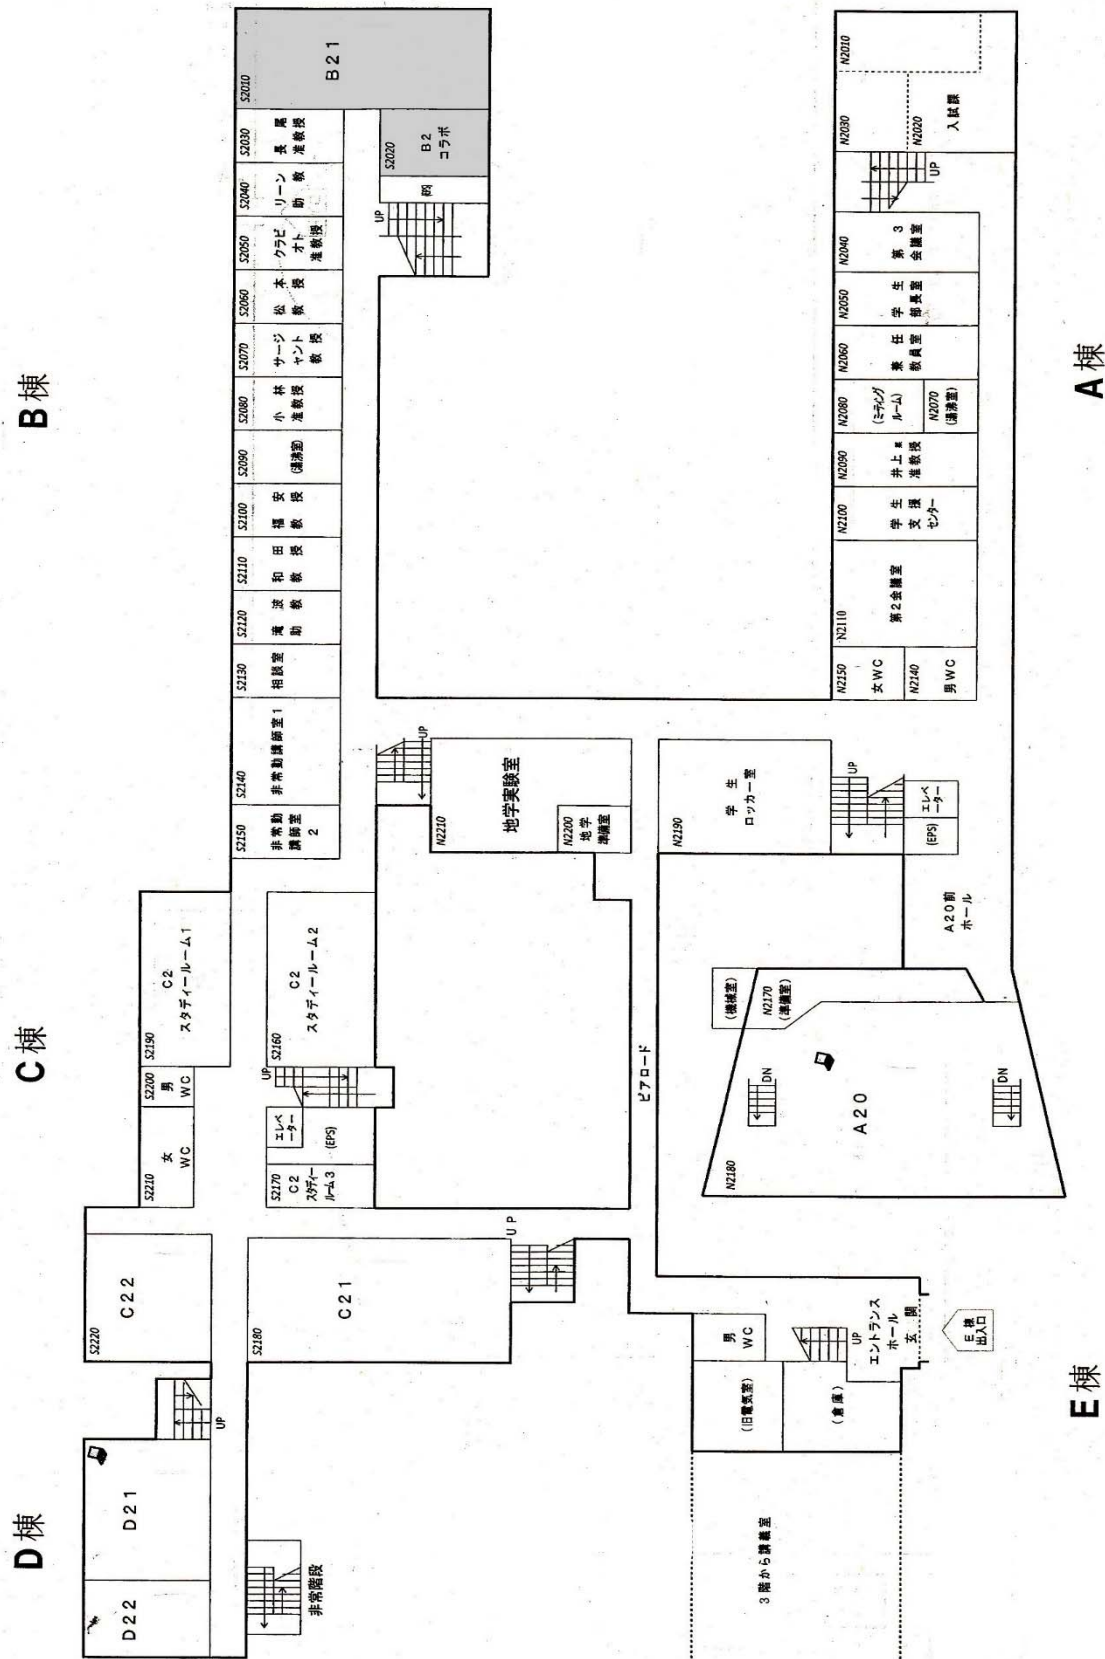 B棟
S2010
B21
S2030
長尾
准教授
S2040
リーン
助教
S2050
クラビ
オト
准教授
S2060
松本
教授
S2070
サージ
ャント
教授
S2080
小林
准教授
S2090
(湯沸室)
S2100
福安
教授
S2110
和田
教授
S2120
滝波
助教
S2130
相談室
S2140
非常勤講師室1
S2150
非常勤
講師室
2
S2020
B2
コラボ
UP
UP
A棟
N2010
N2030
N2020
入試課
UP
N2040
第3
会議室
N2050
学生
部長室
N2060
兼任
教員室
N2080
(ミーティング
ルーム)
N2070
(湯沸室)
N2090
井上
准教授
N2100
学生
支援
センター
N2110
第2会議室
N2150
女WC
N2140
男WC
N2210
地学実験室
N2200
地学
準備室
N2190
学生
ロッカー室
UP
エレベ
ーター
(EPS)
A20前
ホール
(機械室)
N2170
(準備室)
DN
DN
A20
N2180
ピアロード
C棟
S2190
C2
スタディールーム1
S2160
C2
スタディールーム2
S2200
男
WC
S2210
女
WC
UP
エレベ
ーター
(EPS)
S2170
C2
スタディー
ルーム3
S2220
C22
S2180
C21
UP
D棟
UP
D21
D22
非常階段
E棟
男
WC
(旧電気室)
(倉庫)
UP
エントランス
ホール
玄関
E棟
出入口
3階から講義室